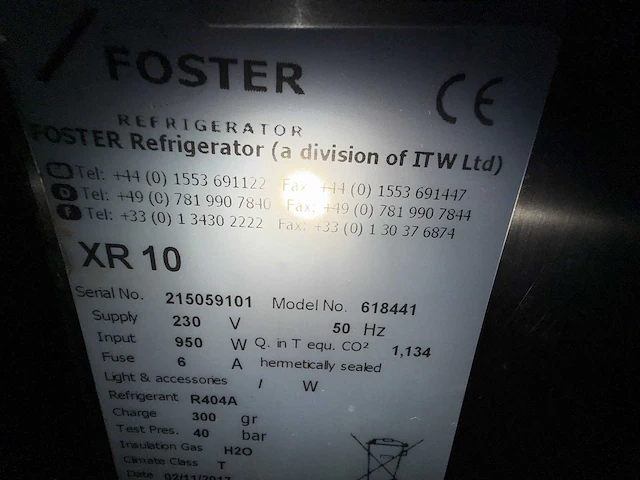 FOSTER
CE
REFRIGERATOR
FOSTER Refrigerator (a division of ITW Ltd)
Tel: +44 (0) 1553 691122 Fax: +44 (0) 1553 691447
D Tel: +49 (0) 781 990 7840 Fax: +49 (0) 781 990 7844
F Tel: +33 (0) 1 3430 2222 Fax: +33 (0) 1 30 37 6874
XR 10
Serial No. 215059101 Model No. 618441
Supply 230 V 50 Hz
Input 950 W Q. in T equ. CO² 1,134
Fuse 6 A hermetically sealed
Light & accessories / W
Refrigerant R404A
Charge 300 gr
Test Pres. 40 bar
Insulation Gas H2O
Climate Class T
Date 02/11/2017